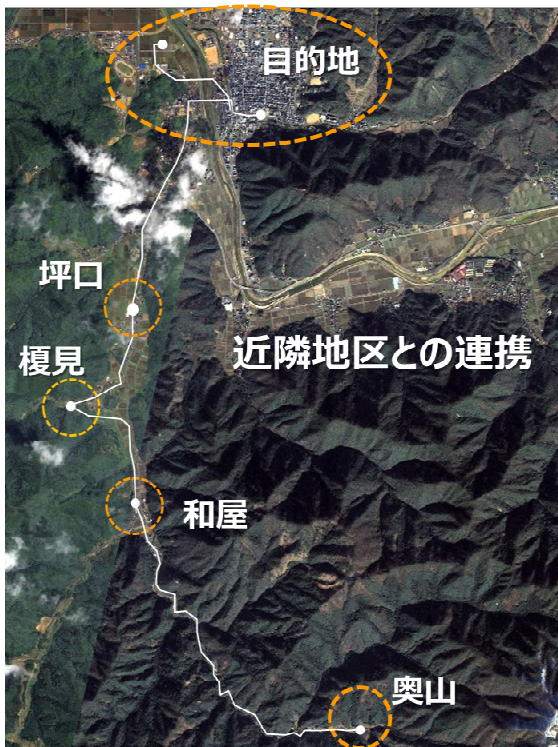 目的地
坪口
近隣地区との連携
榎見
和屋
奥山